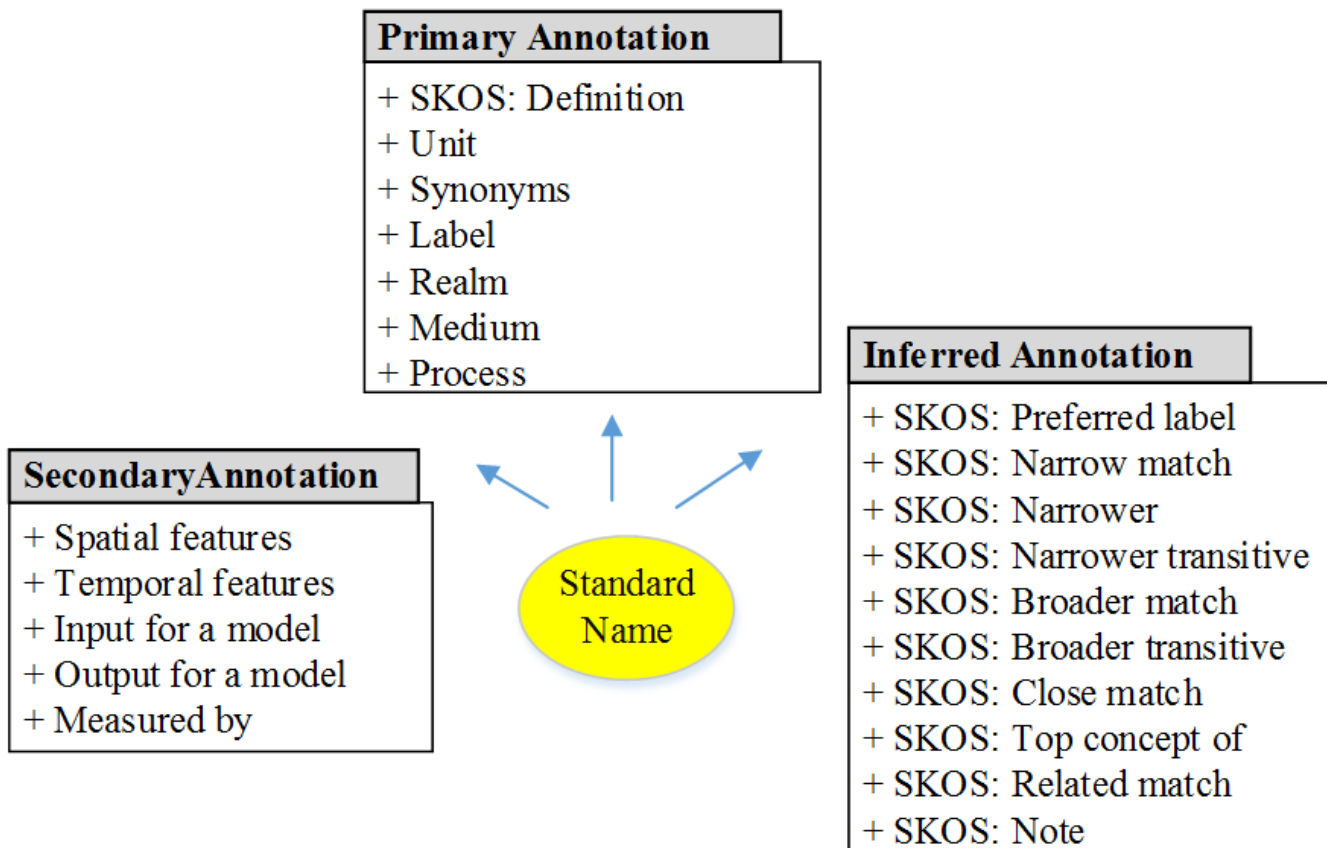 Primary Annotation
+ SKOS: Definition
+ Unit
+ Synonyms
+ Label
+ Realm
+ Medium
+ Process
SecondaryAnnotation
+ Spatial features
+ Temporal features
+ Input for a model
+ Output for a model
+ Measured by
Standard
Name
Inferred Annotation
+ SKOS: Preferred label
+ SKOS: Narrow match
+ SKOS: Narrower
+ SKOS: Narrower transitive
+ SKOS: Broader match
+ SKOS: Broader transitive
+ SKOS: Close match
+ SKOS: Top concept of
+ SKOS: Related match
+ SKOS: Note